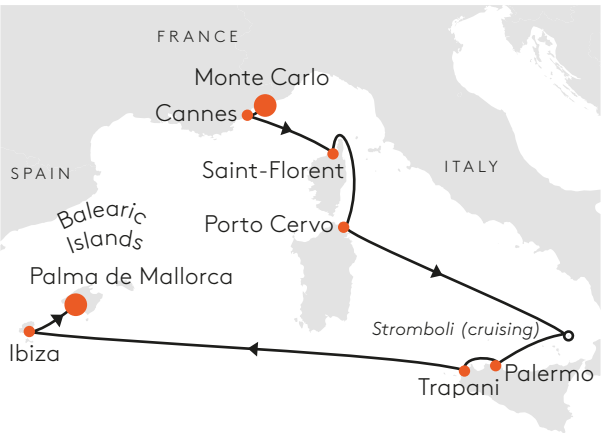 FRANCE
Monte Carlo
Cannes
Saint-Florent
ITALY
SPAIN
Balearic
Islands
Porto Cervo
Palma de Mallorca
Stromboli (cruising)
Ibiza
Palermo
Trapani